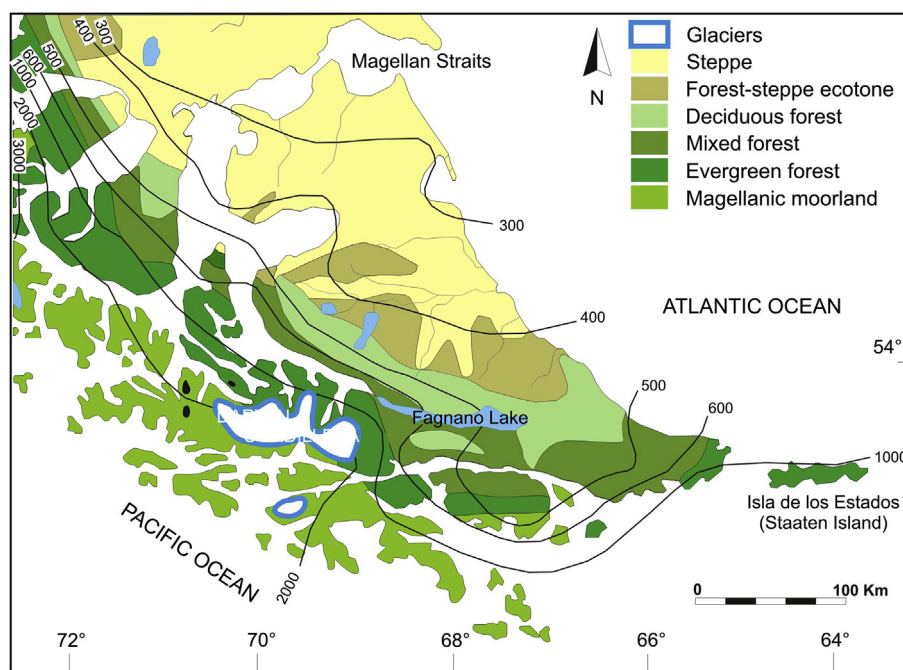 300
400
500
600
1000
2000
3000
Magellan Straits
N
Glaciers
Steppe
Forest-steppe ecotone
Deciduous forest
Mixed forest
Evergreen forest
Magellanic moorland
300
ATLANTIC OCEAN
400
54°
500
600
Fagnano Lake
1000
Isla de los Estados
(Staaten Island)
PACIFIC OCEAN
2000
0
100 Km
72°
70°
68°
66°
64°